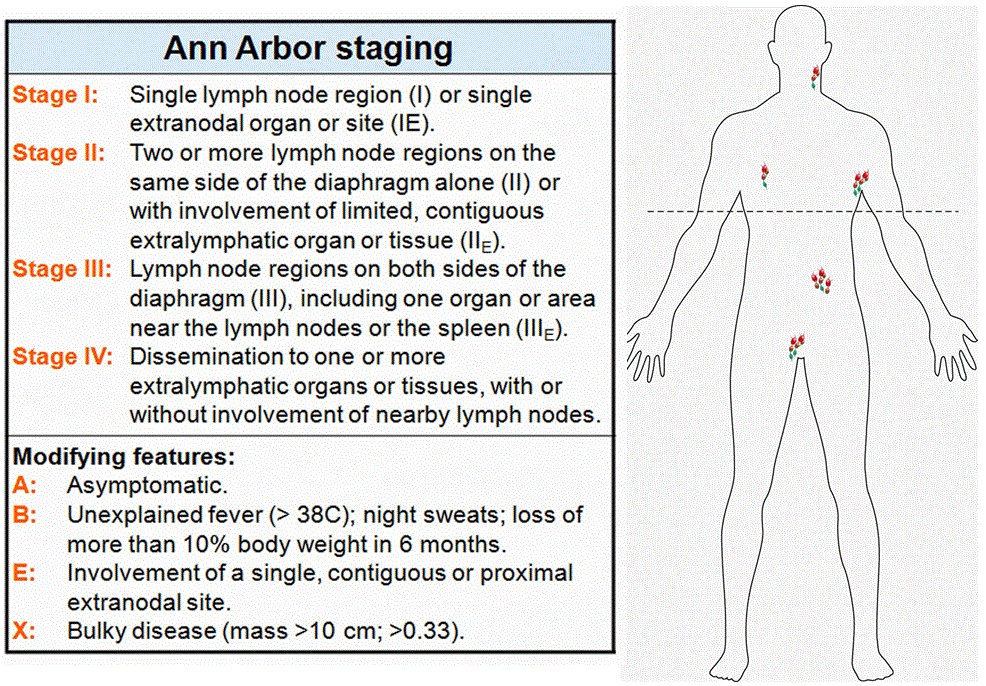 Ann Arbor staging
Stage I: Single lymph node region (I) or single
extranodal organ or site (IE).
Stage II: Two or more lymph node regions on the
same side of the diaphragm alone (II) or
with involvement of limited, contiguous
extralymphatic organ or tissue (IIE).
Stage III: Lymph node regions on both sides of the
diaphragm (III), including one organ or area
near the lymph nodes or the spleen (IIIE).
Stage IV: Dissemination to one or more
extralymphatic organs or tissues, with or
without involvement of nearby lymph nodes.
Modifying features:
A: Asymptomatic.
B: Unexplained fever (> 38C); night sweats; loss of
more than 10% body weight in 6 months.
E: Involvement of a single, contiguous or proximal
extranodal site.
X: Bulky disease (mass >10 cm; >0.33).